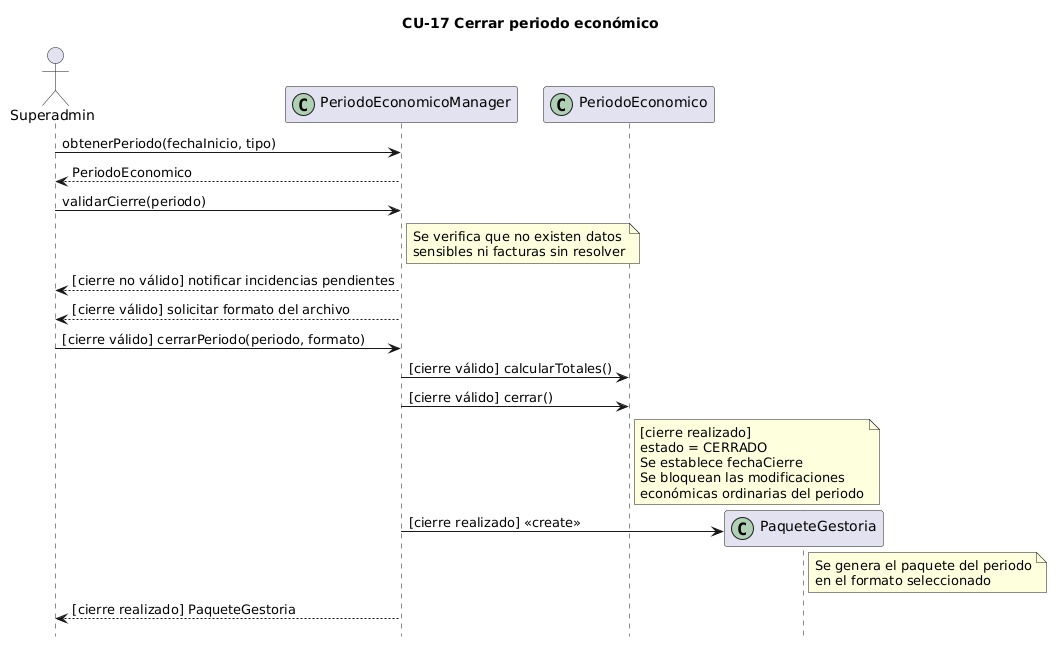 CU-17 Cerrar periodo económico
Superadmin
C PeriodoEconomicoManager
C PeriodoEconomico
obtenerPeriodo(fechaInicio, tipo)
PeriodoEconomico
validarCierre(periodo)
Se verifica que no existen datos
sensibles ni facturas sin resolver
[cierre no válido] notificar incidencias pendientes
[cierre válido] solicitar formato del archivo
[cierre válido] cerrarPeriodo(periodo, formato)
[cierre válido] calcularTotales()
[cierre válido] cerrar()
[cierre realizado]
estado = CERRADO
Se establece fechaCierre
Se bloquean las modificaciones
económicas ordinarias del periodo
[cierre realizado] «create»
C PaqueteGestoria
Se genera el paquete del periodo
en el formato seleccionado
[cierre realizado] PaqueteGestoria